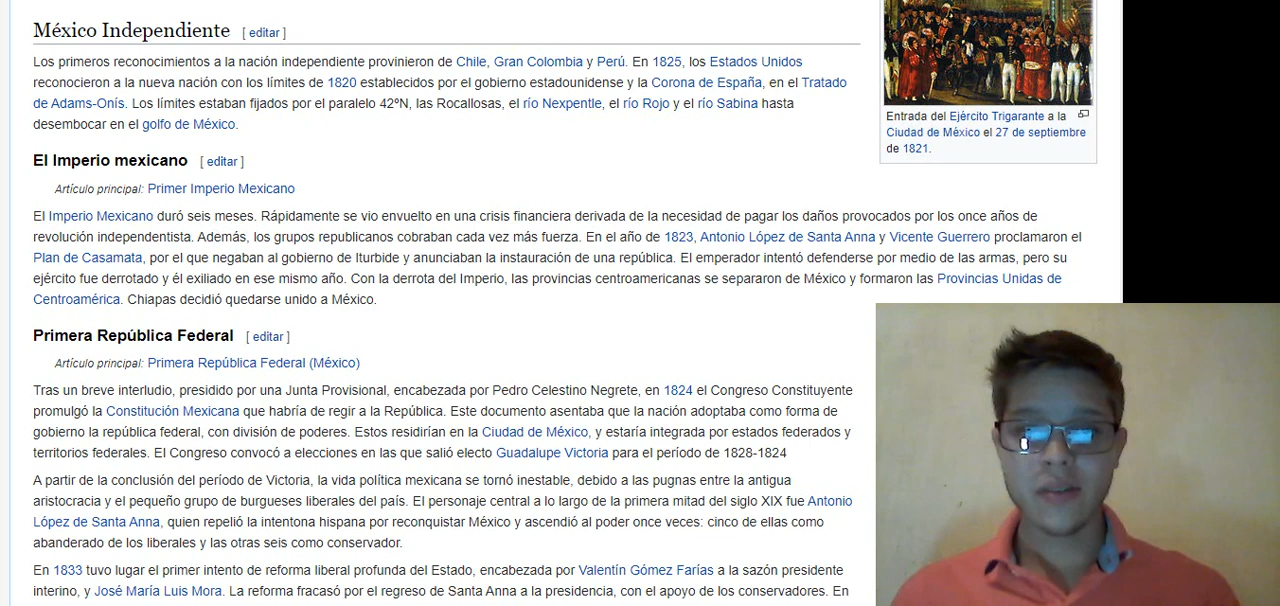 México Independiente [ editar ]
Los primeros reconocimientos a la nación independiente provinieron de Chile, Gran Colombia y Perú. En 1825, los Estados Unidos
reconocieron a la nueva nación con los límites de 1820 establecidos por el gobierno estadounidense y la Corona de España, en el Tratado
de Adams-Onís. Los límites estaban fijados por el paralelo 42ºN, las Rocallosas, el río Nexpentle, el río Rojo y el río Sabina hasta
desembocar en el golfo de México.
Entrada del Ejército Trigarante a la
Ciudad de México el 27 de septiembre
de 1821.
El Imperio mexicano [ editar ]
Artículo principal: Primer Imperio Mexicano
El Imperio Mexicano duró seis meses. Rápidamente se vio envuelto en una crisis financiera derivada de la necesidad de pagar los daños provocados por los once años de
revolución independentista. Además, los grupos republicanos cobraban cada vez más fuerza. En el año de 1823, Antonio López de Santa Anna y Vicente Guerrero proclamaron el
Plan de Casamata, por el que negaban al gobierno de Iturbide y anunciaban la instauración de una república. El emperador intentó defenderse por medio de las armas, pero su
ejército fue derrotado y él exiliado en ese mismo año. Con la derrota del Imperio, las provincias centroamericanas se separaron de México y formaron las Provincias Unidas de
Centroamérica. Chiapas decidió quedarse unido a México.
Primera República Federal [ editar ]
Artículo principal: Primera República Federal (México)
Tras un breve interludio, presidido por una Junta Provisional, encabezada por Pedro Celestino Negrete, en 1824 el Congreso Constituyente
promulgó la Constitución Mexicana que habría de regir a la República. Este documento asentaba que la nación adoptaba como forma de
gobierno la república federal, con división de poderes. Estos residirían en la Ciudad de México, y estaría integrada por estados federados y
territorios federales. El Congreso convocó a elecciones en las que salió electo Guadalupe Victoria para el período de 1828-1824
A partir de la conclusión del período de Victoria, la vida política mexicana se tornó inestable, debido a las pugnas entre la antigua
aristocracia y el pequeño grupo de burgueses liberales del país. El personaje central a lo largo de la primera mitad del siglo XIX fue Antonio
López de Santa Anna, quien repelió la intentona hispana por reconquistar México y ascendió al poder once veces: cinco de ellas como
abanderado de los liberales y las otras seis como conservador.
En 1833 tuvo lugar el primer intento de reforma liberal profunda del Estado, encabezada por Valentín Gómez Farías a la sazón presidente
interino, y José María Luis Mora. La reforma fracasó por el regreso de Santa Anna a la presidencia, con el apoyo de los conservadores. En